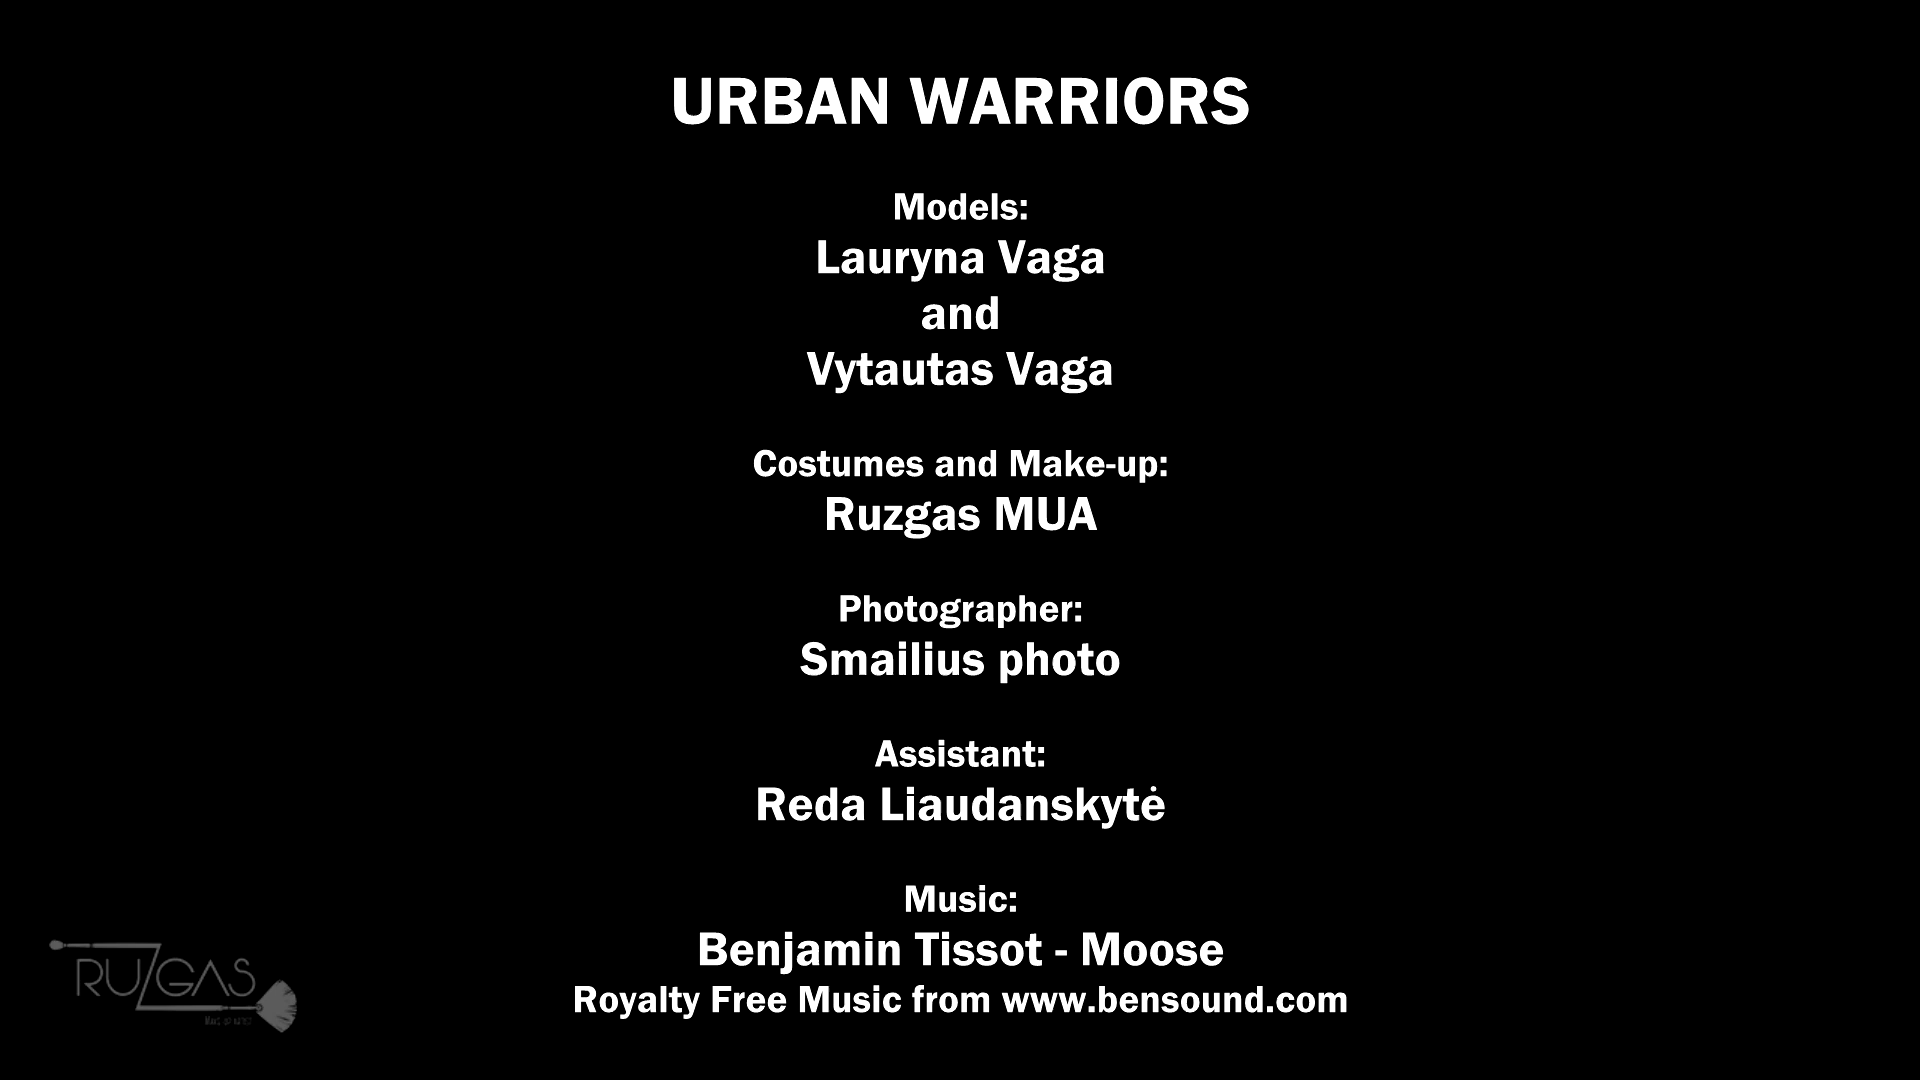 URBAN WARRIORS
Models:
Lauryna Vaga
and
Vytautas Vaga
Costumes and Make-up:
Ruzgas MUA
Photographer:
Smailius photo
Assistant:
Reda Liaudanskytė
Music:
Benjamin Tissot - Moose
Royalty Free Music from www.bensound.com
RUZGAS